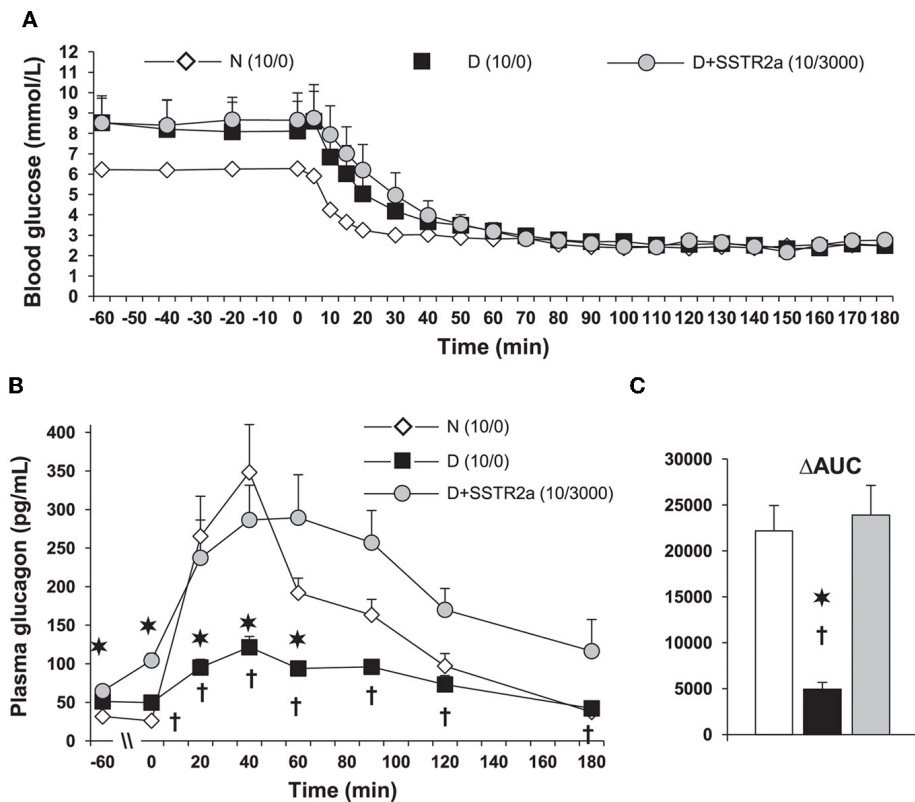 A
N (10/0) D (10/0) D+SSTR2a (10/3000)
Blood glucose (mmol/L)
12
11
10
9
8
7
6
5
4
3
2
1
0
-60 -50 -40 -30 -20 -10 0 10 20 30 40 50 60 70 80 90 100 110 120 130 140 150 160 170 180
Time (min)
B
N (10/0)
D (10/0)
D+SSTR2a (10/3000)
Plasma glucagon (pg/mL)
400
350
300
250
200
150
100
50
0
-60 0 20 40 60 80 100 120 140 160 180
Time (min)
C
ΔAUC
30000
25000
20000
15000
10000
5000
0